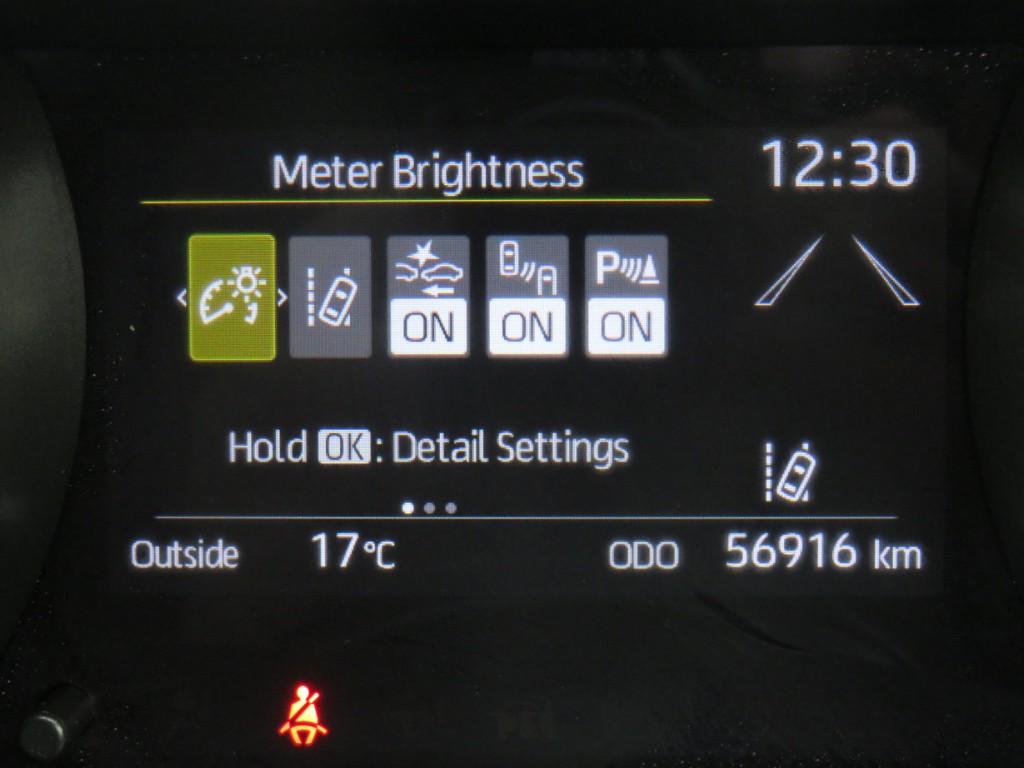 Meter Brightness
12:30
P
ON ON ON
Hold OK : Detail Settings
Outside 17°C ODO 56916 km